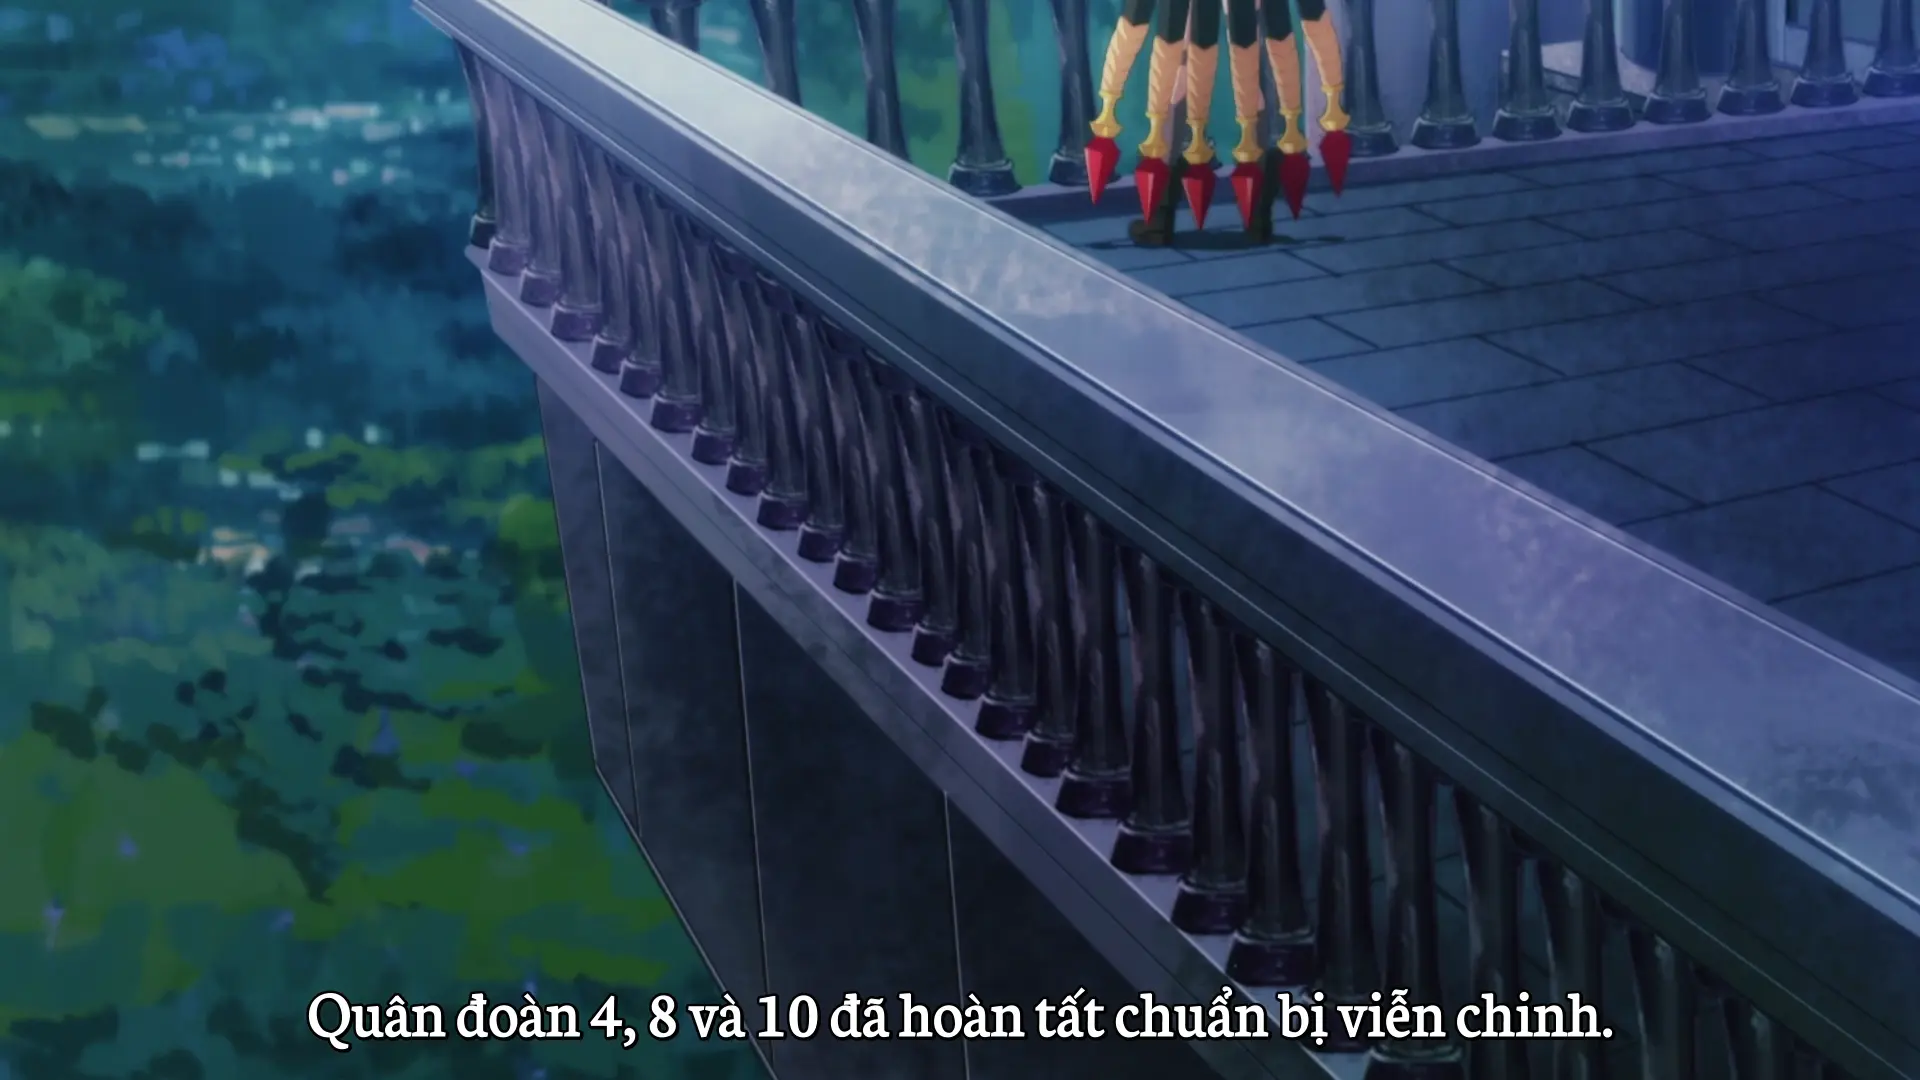 Quân đoàn 4, 8 và 10 đã hoàn tất chuẩn bị viễn chinh.